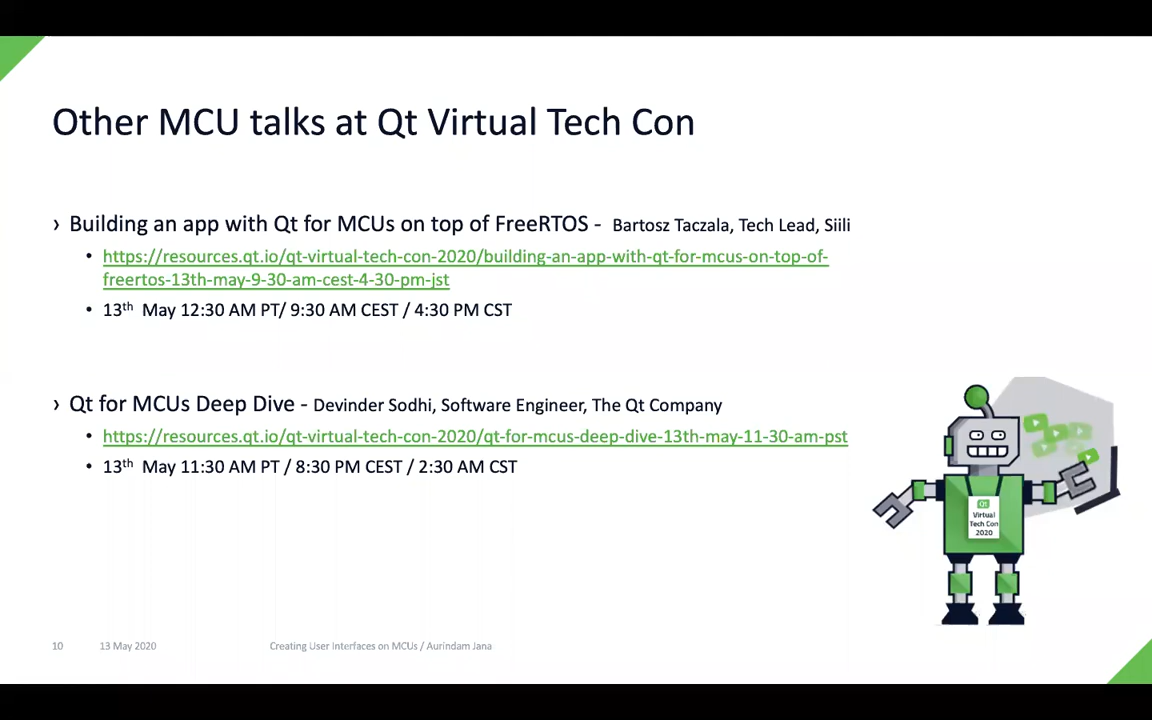 Other MCU talks at Qt Virtual Tech Con
› Building an app with Qt for MCUs on top of FreeRTOS - Bartosz Taczala, Tech Lead, Siili
• https://resources.qt.io/qt-virtual-tech-con-2020/building-an-app-with-qt-for-mcus-on-top-of-
freertos-13th-may-9-30-am-cest-4-30-pm-jst
• 13th May 12:30 AM PT/ 9:30 AM CEST / 4:30 PM CST
› Qt for MCUs Deep Dive - Devinder Sodhi, Software Engineer, The Qt Company
• https://resources.qt.io/qt-virtual-tech-con-2020/qt-for-mcus-deep-dive-13th-may-11-30-am-pst
• 13th May 11:30 AM PT / 8:30 PM CEST / 2:30 AM CST
Qt
Virtual
Tech Con
2020
10 13 May 2020 Creating User Interfaces on MCUs / Aurindam Jana